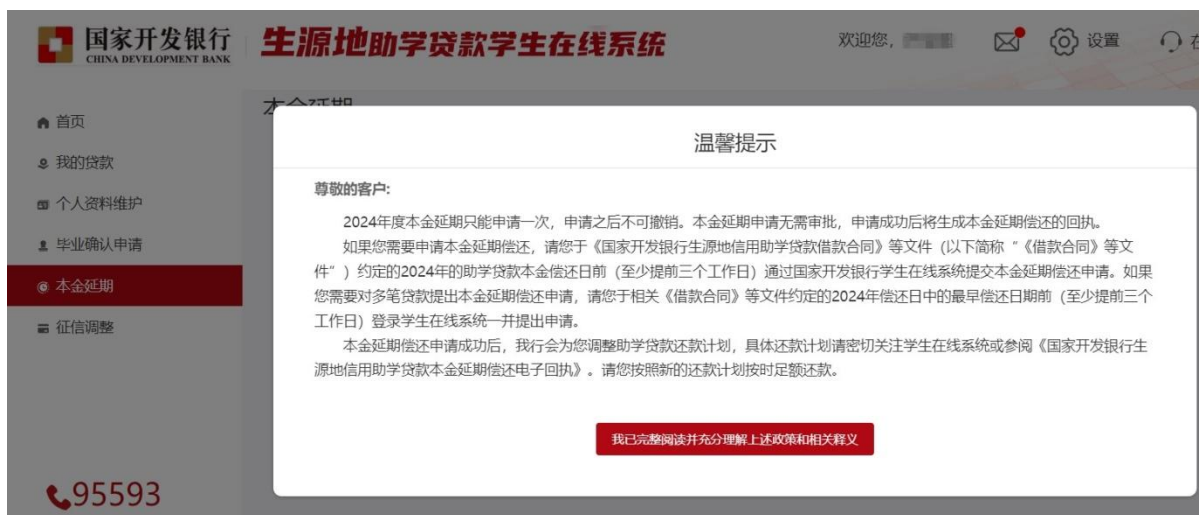 国家开发银行
CHINA DEVELOPMENT BANK
生源地助学贷款学生在线系统
欢迎您,
设置
在
首页
我的贷款
个人资料维护
毕业确认申请
本金延期
征信调整
95593
本金延期
温馨提示
尊敬的客户:
2024年度本金延期只能申请一次，申请之后不可撤销。本金延期申请无需审批，申请成功后将生成本金延期偿还的回执。
如果您需要申请本金延期偿还，请您于《国家开发银行生源地信用助学贷款借款合同》等文件（以下简称“《借款合同》等文
件”）约定的2024年的助学贷款本金偿还日前（至少提前三个工作日）通过国家开发银行学生在线系统提交本金延期偿还申请。如果
您需要对多笔贷款提出本金延期偿还申请，请您于相关《借款合同》等文件约定的2024年偿还日中的最早偿还日期前（至少提前三个
工作日）登录学生在线系统一并提出申请。
本金延期偿还申请成功后，我行会为您调整助学贷款还款计划，具体还款计划请密切关注学生在线系统或参阅《国家开发银行生
源地信用助学贷款本金延期偿还电子回执》。请您按照新的还款计划按时足额还款。
我已完整阅读并充分理解上述政策和相关释义